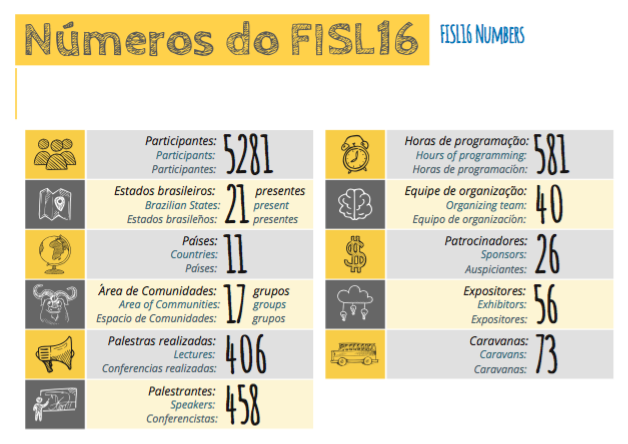 Números do FISL16
FISL16 Numbers
Participantes:
Participants:
Participantes:
5281
Estados brasileiros:
Brazilian States:
Estados brasileños:
21
presentes
present
presentes
Países:
Countries:
Países:
11
Área de Comunidades:
Area of Communities:
Espacio de Comunidades:
17
grupos
groups
grupos
Palestras realizadas:
Lectures:
Conferencias realizadas:
406
Palestrantes:
Speakers:
Conferencistas:
458
Horas de programação:
Hours of programming:
Horas de programación:
581
Equipe de organização:
Organizing team:
Equipo de organización:
40
Patrocinadores:
Sponsors:
Auspiciantes:
26
Expositores:
Exhibitors:
Expositores:
56
Caravanas:
Caravans:
Caravanas:
73